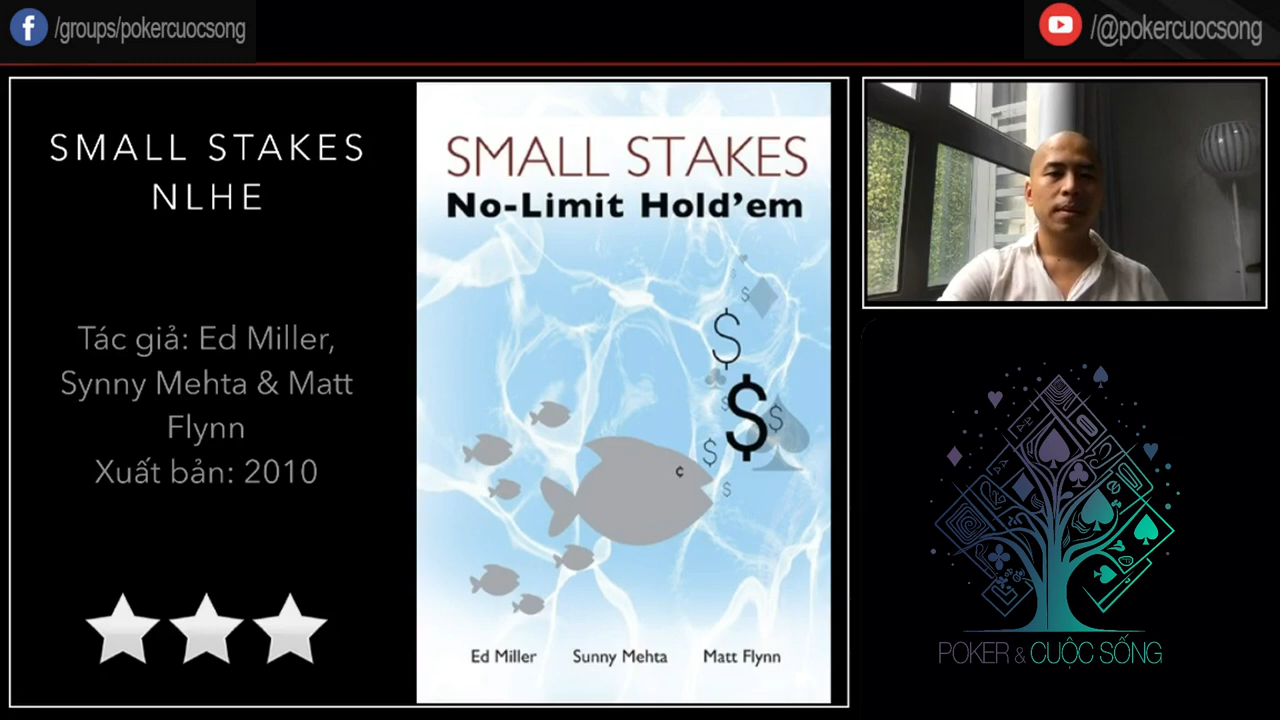 /groups/pokercuocsong
/@pokercuocsong
SMALL STAKES
NLHE
Tác giả: Ed Miller,
Synny Mehta & Matt
Flynn
Xuất bản: 2010
SMALL STAKES
No-Limit Hold’em
Ed Miller Sunny Mehta Matt Flynn
POKER & CUỘC SỐNG